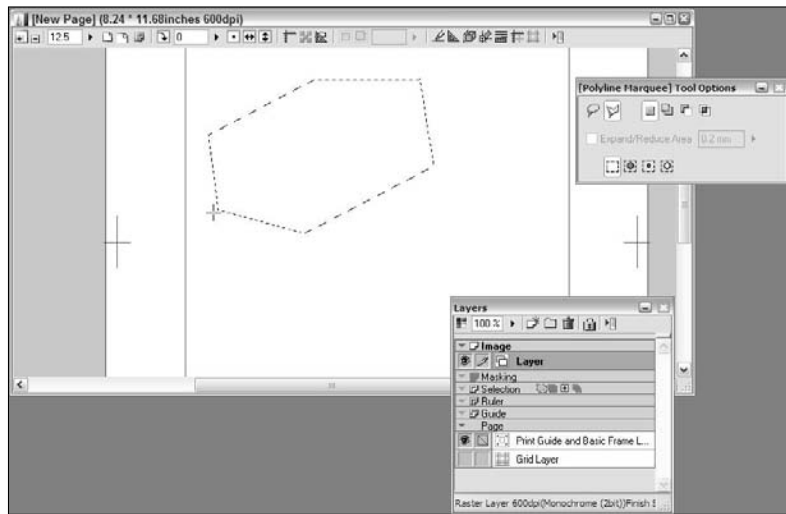 [New Page] (8.24 * 11.68inches 600dpi)
12.5
0
[Polyline Marquee] Tool Options
Expand/Reduce Area 0.2 mm
Layers
100 %
Image
Layer
Masking
Selection
Ruler
Guide
Page
Print Guide and Basic Frame L...
Grid Layer
Raster Layer 600dpi(Monochrome (2bit))Finish